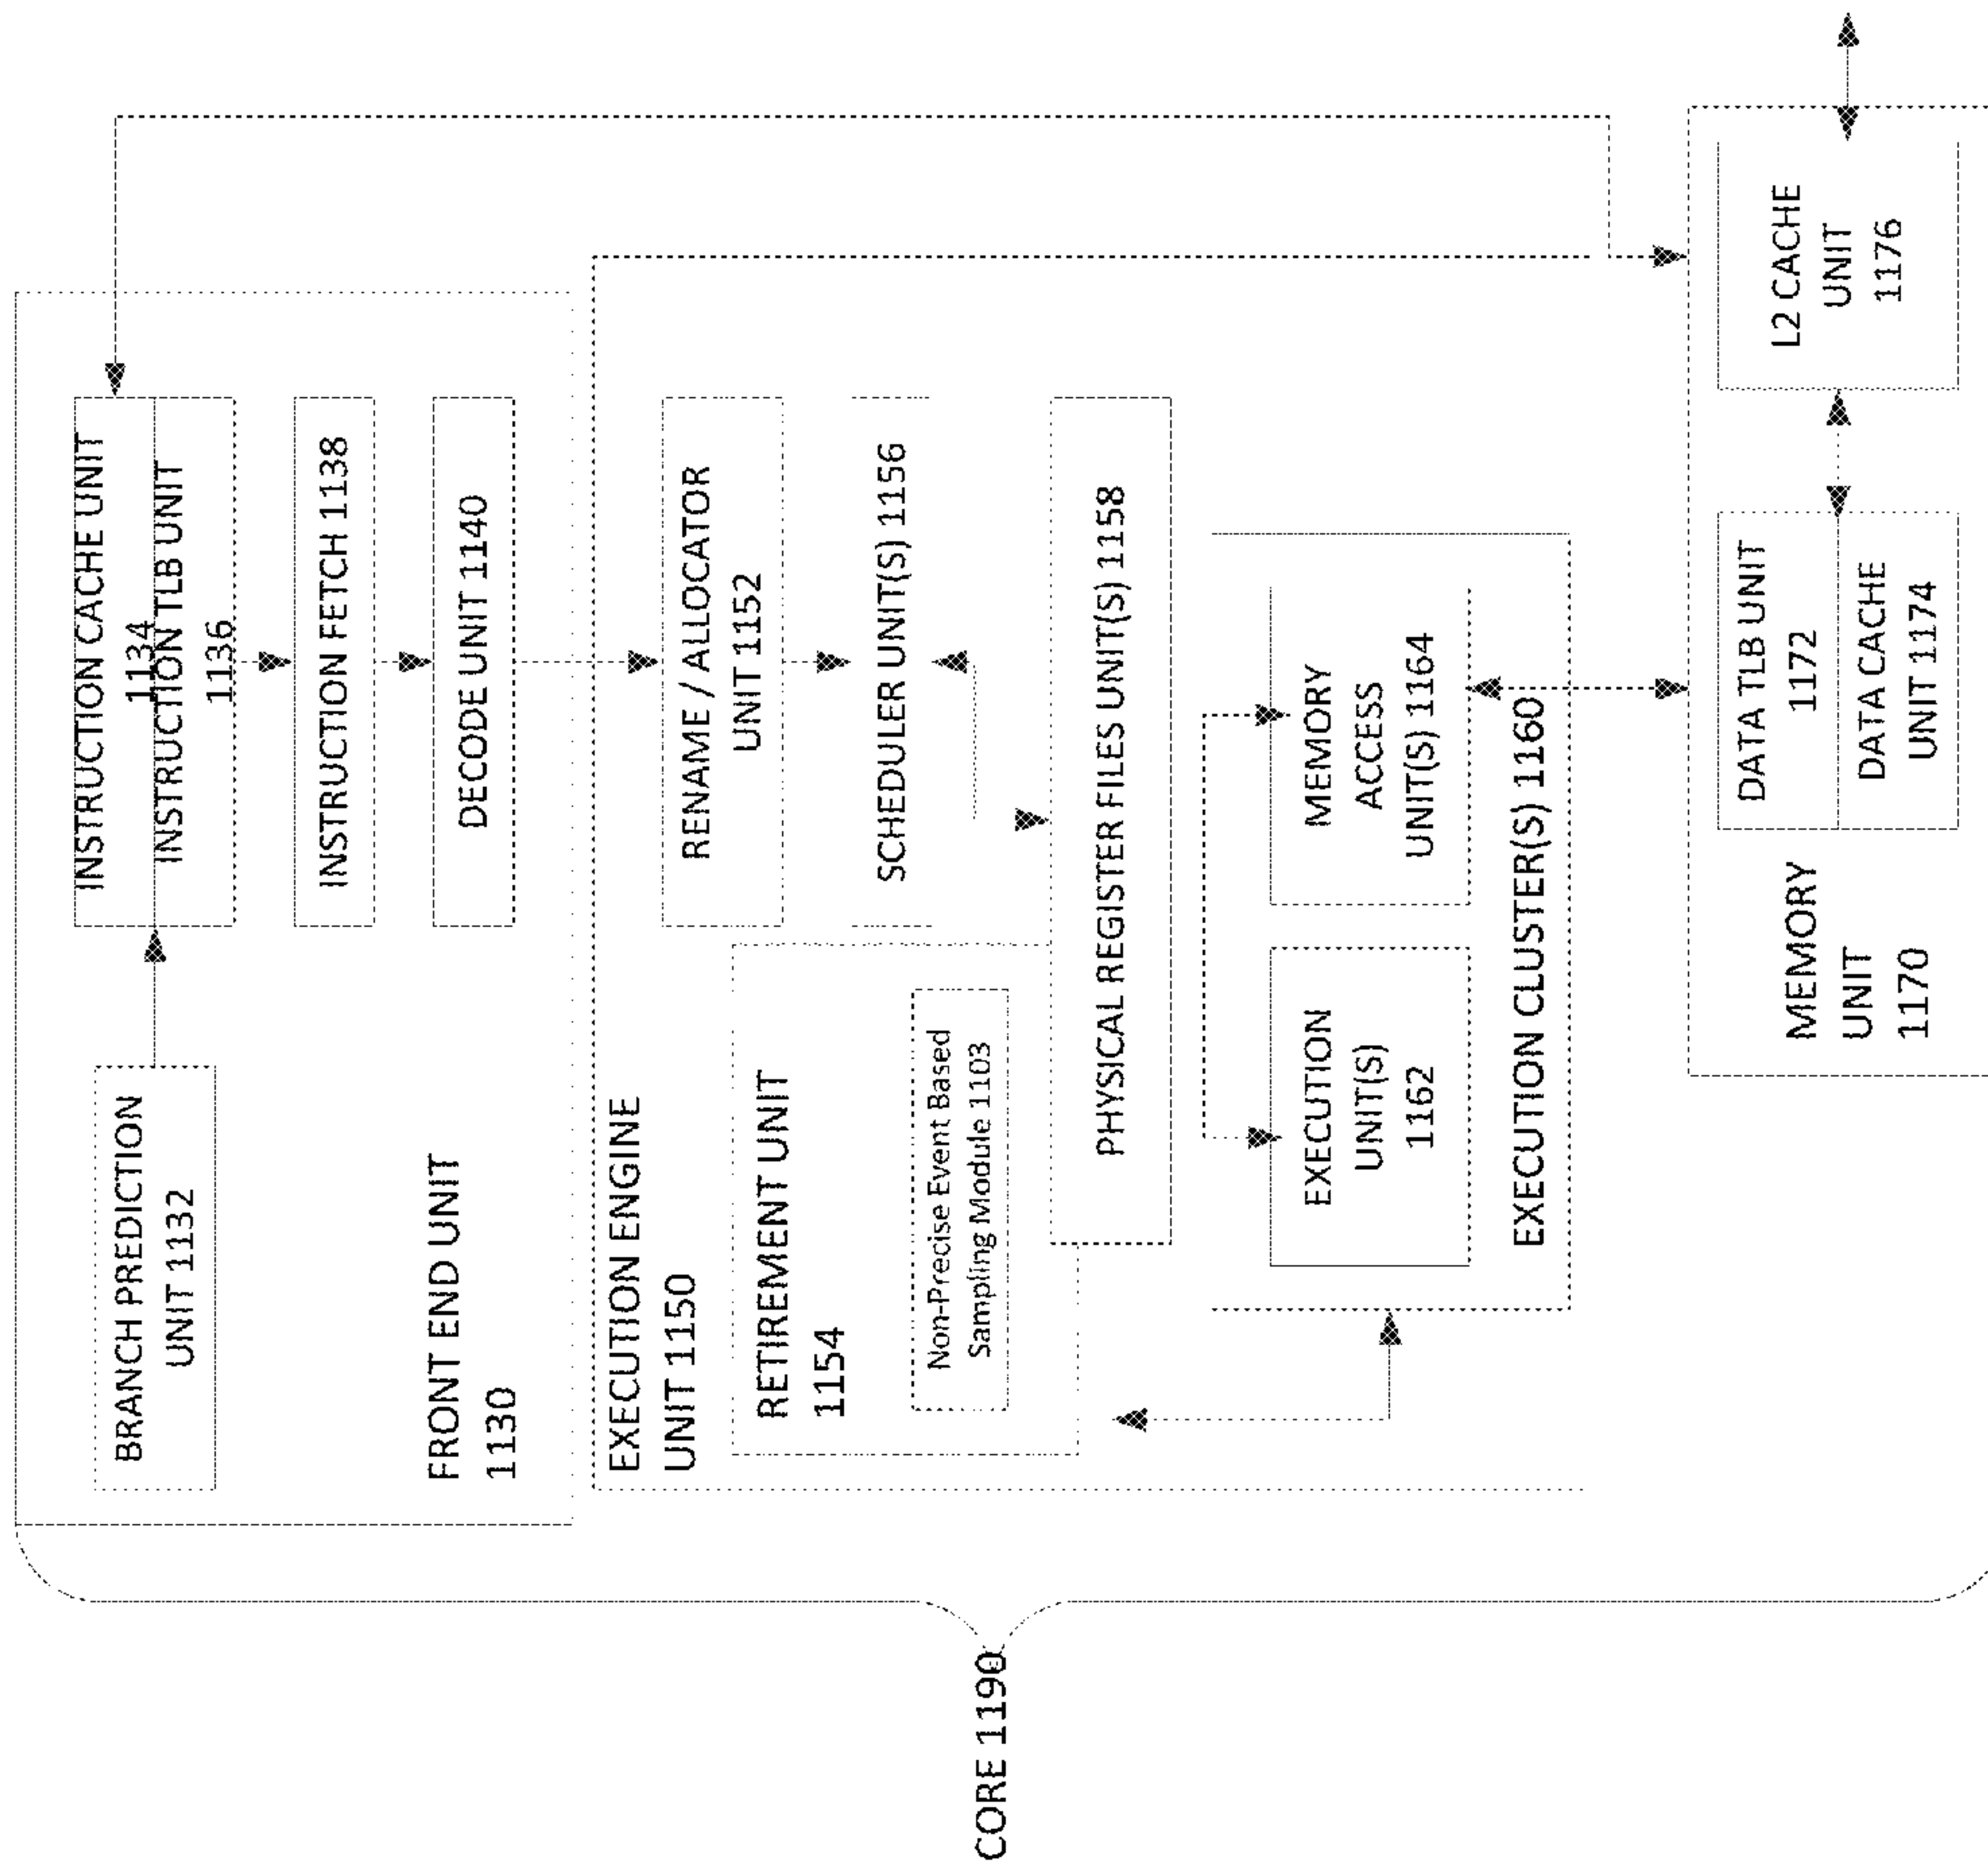 BRANCH PREDICTION
UNIT 1132
INSTRUCTION CACHE UNIT
1134
INSTRUCTION TLB UNIT
1136
INSTRUCTION FETCH 1138
FRONT END UNIT
1130
DECODE UNIT 1140
EXECUTION ENGINE
UNIT 1150
RENAME / ALLOCATOR
UNIT 1152
RETIREMENT UNIT
1154
SCHEDULER UNIT(S) 1156
Non-Precise Event Based
Sampling Module 1103
PHYSICAL REGISTER FILES UNIT(S) 1158
EXECUTION
UNIT(S)
1162
MEMORY
ACCESS
UNIT(S) 1164
EXECUTION CLUSTER(S) 1160
MEMORY
UNIT
1170
DATA TLB UNIT
1172
DATA CACHE
UNIT 1174
L2 CACHE
UNIT
1176
CORE 1190